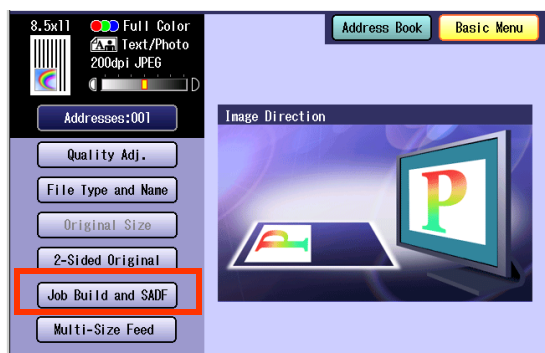 8.5x11 Full Color
Text/Photo
200dpi JPEG
Address Book Basic Menu
Addresses:001
Quality Adj.
File Type and Name
Original Size
2-Sided Original
Job Build and SADF
Multi-Size Feed
Image Direction
P
P